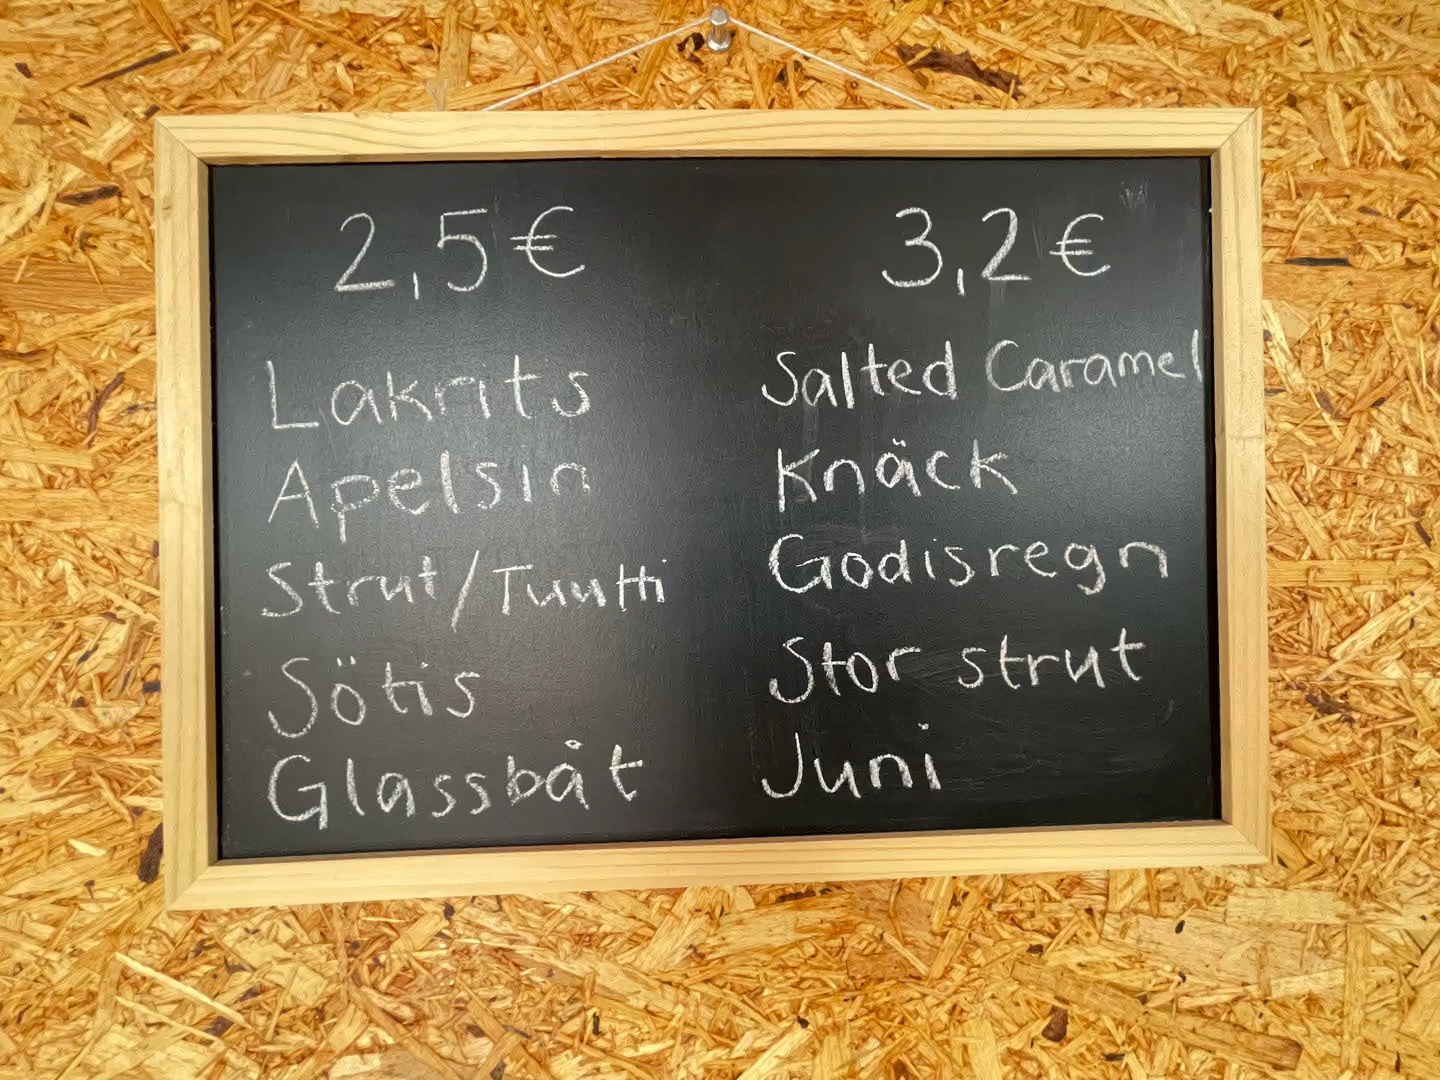 2,5€
Lakrits
Apelsin
Strut/Tuutti
Sötis
Glassbåt
3,2€
Salted Caramel
Knäck
Godisregn
Stor strut
Juni